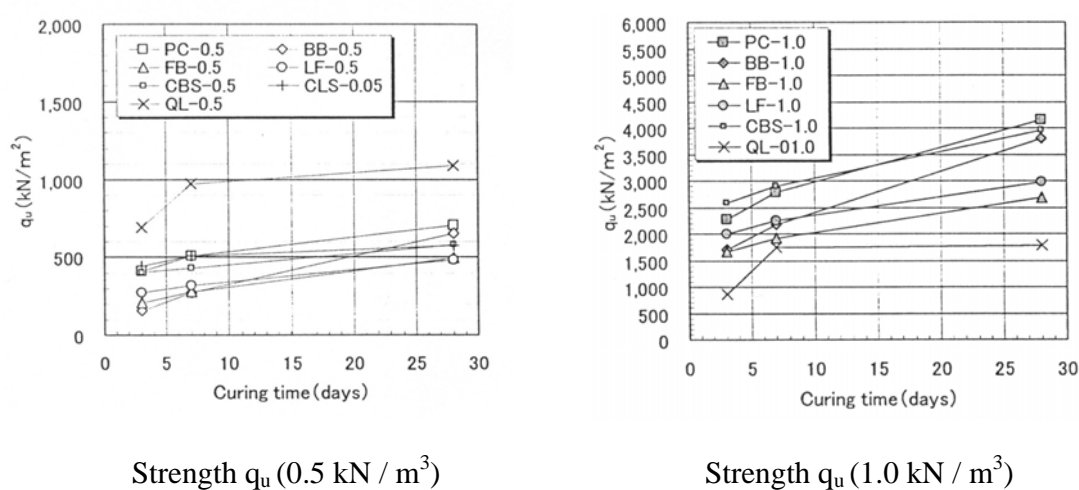 2,000
1,500
1,000
500
0
qu (kN/m²)
PC-0.5 BB-0.5
FB-0.5 LF-0.5
CBS-0.5 CLS-0.05
QL-0.5
0 5 10 15 20 25 30
Curing time(days)
Strength qu (0.5 kN / m³)
6,000
5,500
5,000
4,500
4,000
3,500
3,000
2,500
2,000
1,500
1,000
500
0
qu (kN/m²)
PC-1.0
BB-1.0
FB-1.0
LF-1.0
CBS-1.0
QL-01.0
0 5 10 15 20 25 30
Curing time(days)
Strength qu (1.0 kN / m³)